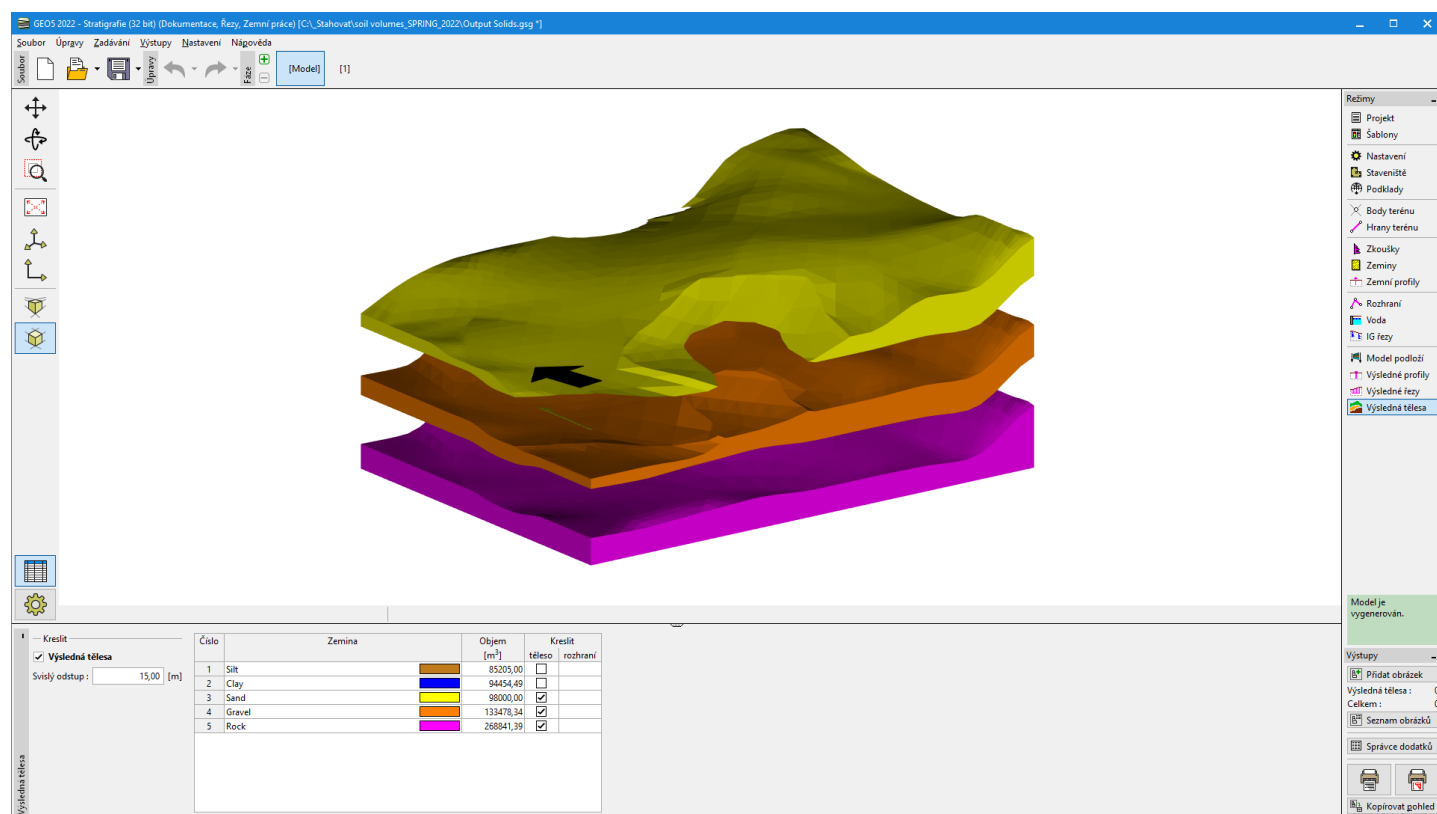 GEO5 2022 - Stratigrafie (32 bit) (Dokumentace, Řezy, Zemní práce) [C:\_Stahovat\soil volumes_SPRING_2022\Output Solids.gsg *]
Soubor Úpravy Zadávání Výstupy Nastavení Nápověda
Soubor
Úpravy
Fáze
[Model] [1]
Režimy
Projekt
Šablony
Nastavení
Staveniště
Podklady
Body terénu
Hrany terénu
Zkoušky
Zeminy
Zemní profily
Rozhraní
Voda
IG řezy
Model podloží
Výsledné profily
Výsledné řezy
Výsledná tělesa
Model je
vygenerován.
Výstupy
Přidat obrázek
Výsledná tělesa : 0
Celkem : 0
Seznam obrázků
Správce dodatků
Kopírovat pohled
Výsledná tělesa
Kreslit
Výsledná tělesa
Svislý odstup : 15,00 [m]
Číslo Zemina Objem Kreslit
[m³] těleso rozhraní
1 Silt 85205,00
2 Clay 94454,49
3 Sand 98000,00
4 Gravel 133478,34
5 Rock 268841,39